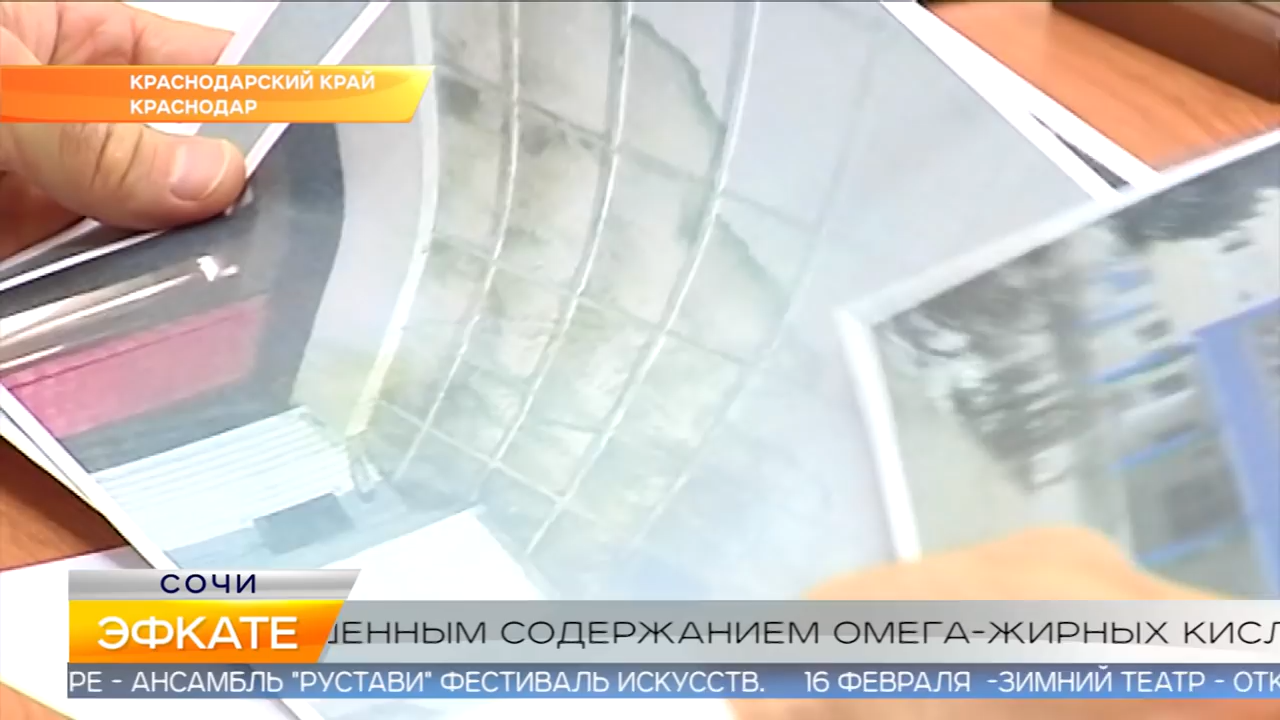 КРАСНОДАРСКИЙ КРАЙ
КРАСНОДАР
СОЧИ
ЭФКАТЕ
ШЕННЫМ СОДЕРЖАНИЕМ ОМЕГА-ЖИРНЫХ КИСЛ
РЕ - АНСАМБЛЬ "РУСТАВИ" ФЕСТИВАЛЬ ИСКУССТВ. 16 ФЕВРАЛЯ -ЗИМНИЙ ТЕАТР - ОТК